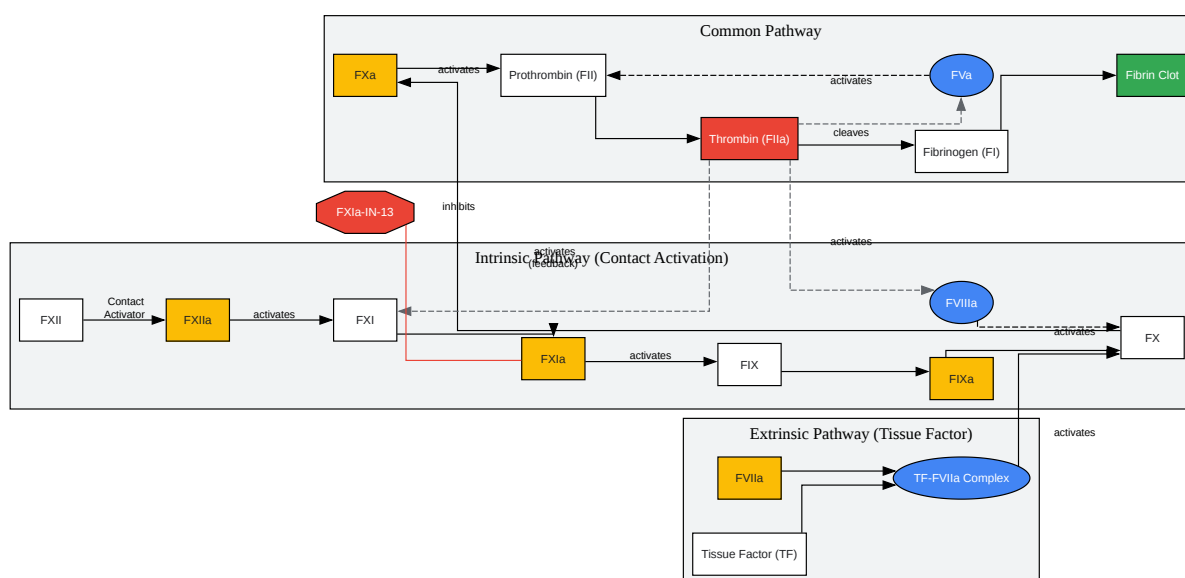 Common Pathway
FXa
activates
Prothrombin (FII)
activates
FVa
Fibrin Clot
Thrombin (FIIa)
cleaves
Fibrinogen (FI)
FXIa-IN-13
inhibits
activates
(feedback)
activates
Intrinsic Pathway (Contact Activation)
FXII
Contact
Activator
FXIIa
activates
FXI
FVIIIa
activates
FX
FXIa
activates
FIX
FIXa
Extrinsic Pathway (Tissue Factor)
activates
FVIIa
TF-FVIIa Complex
Tissue Factor (TF)